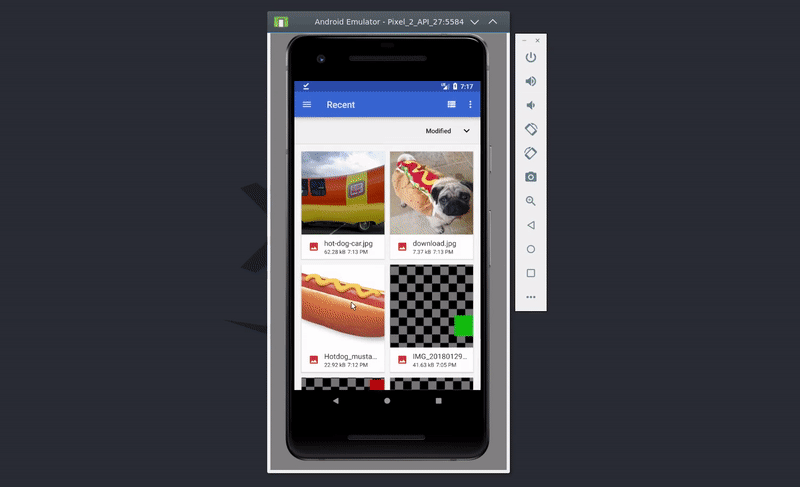 Android Emulator - Pixel_2_API_27:5584
7:17
Recent
Modified
hot-dog-car.jpg
62.28 kB 7:13 PM
download.jpg
7.37 kB 7:13 PM
Hotdog_musta...
22.92 kB 7:12 PM
IMG_20180129...
41.63 kB 7:05 PM